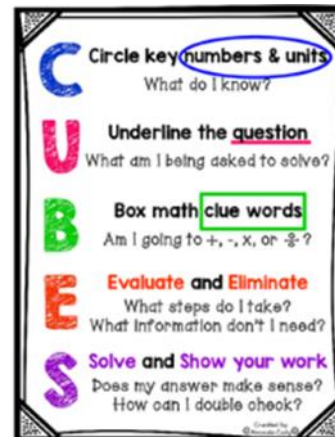 C Circle key numbers & units
What do I know?
U Underline the question
What am I being asked to solve?
B Box math clue words
Am I going to +, -, x, or ÷?
E Evaluate and Eliminate
What steps do I take?
What information don't I need?
S Solve and Show your work
Does my answer make sense?
How can I double check?
Created by